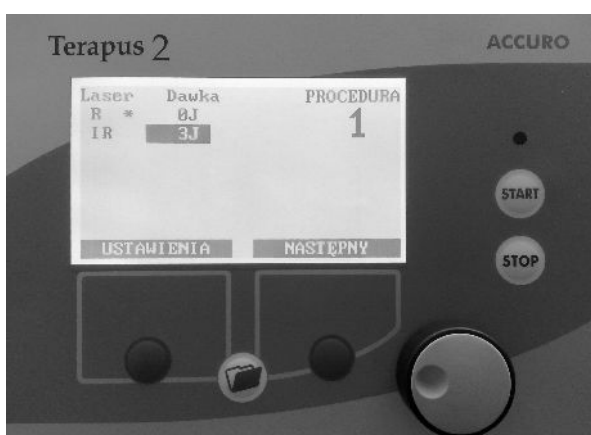 Terapus 2
ACCURO
Laser Dawka PROCEDURA
R * 0J 1
IR 3J
USTAWIENIA NASTĘPNY
START
STOP